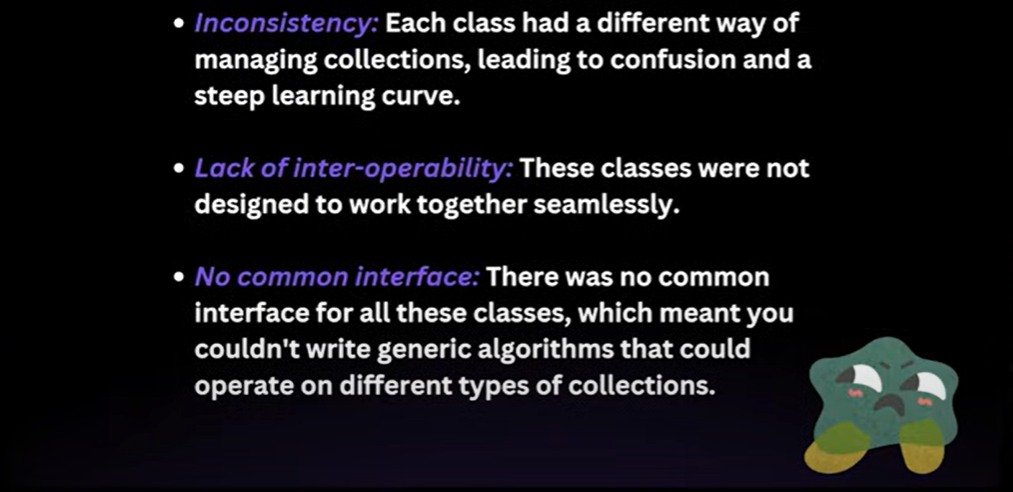 • Inconsistency: Each class had a different way of
managing collections, leading to confusion and a
steep learning curve.
• Lack of inter-operability: These classes were not
designed to work together seamlessly.
• No common interface: There was no common
interface for all these classes, which meant you
couldn't write generic algorithms that could
operate on different types of collections.